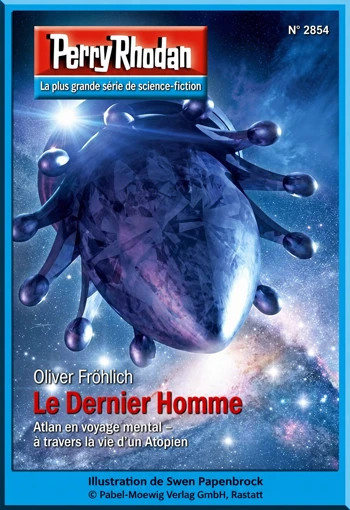 N° 2854
Perry Rhodan
La plus grande série de science-fiction
Oliver Fröhlich
Le Dernier Homme
Atlan en voyage mental –
à travers la vie d'un Atopien
Illustration de Swen Papenbrock
© Pabel-Moewig Verlag GmbH, Rastatt